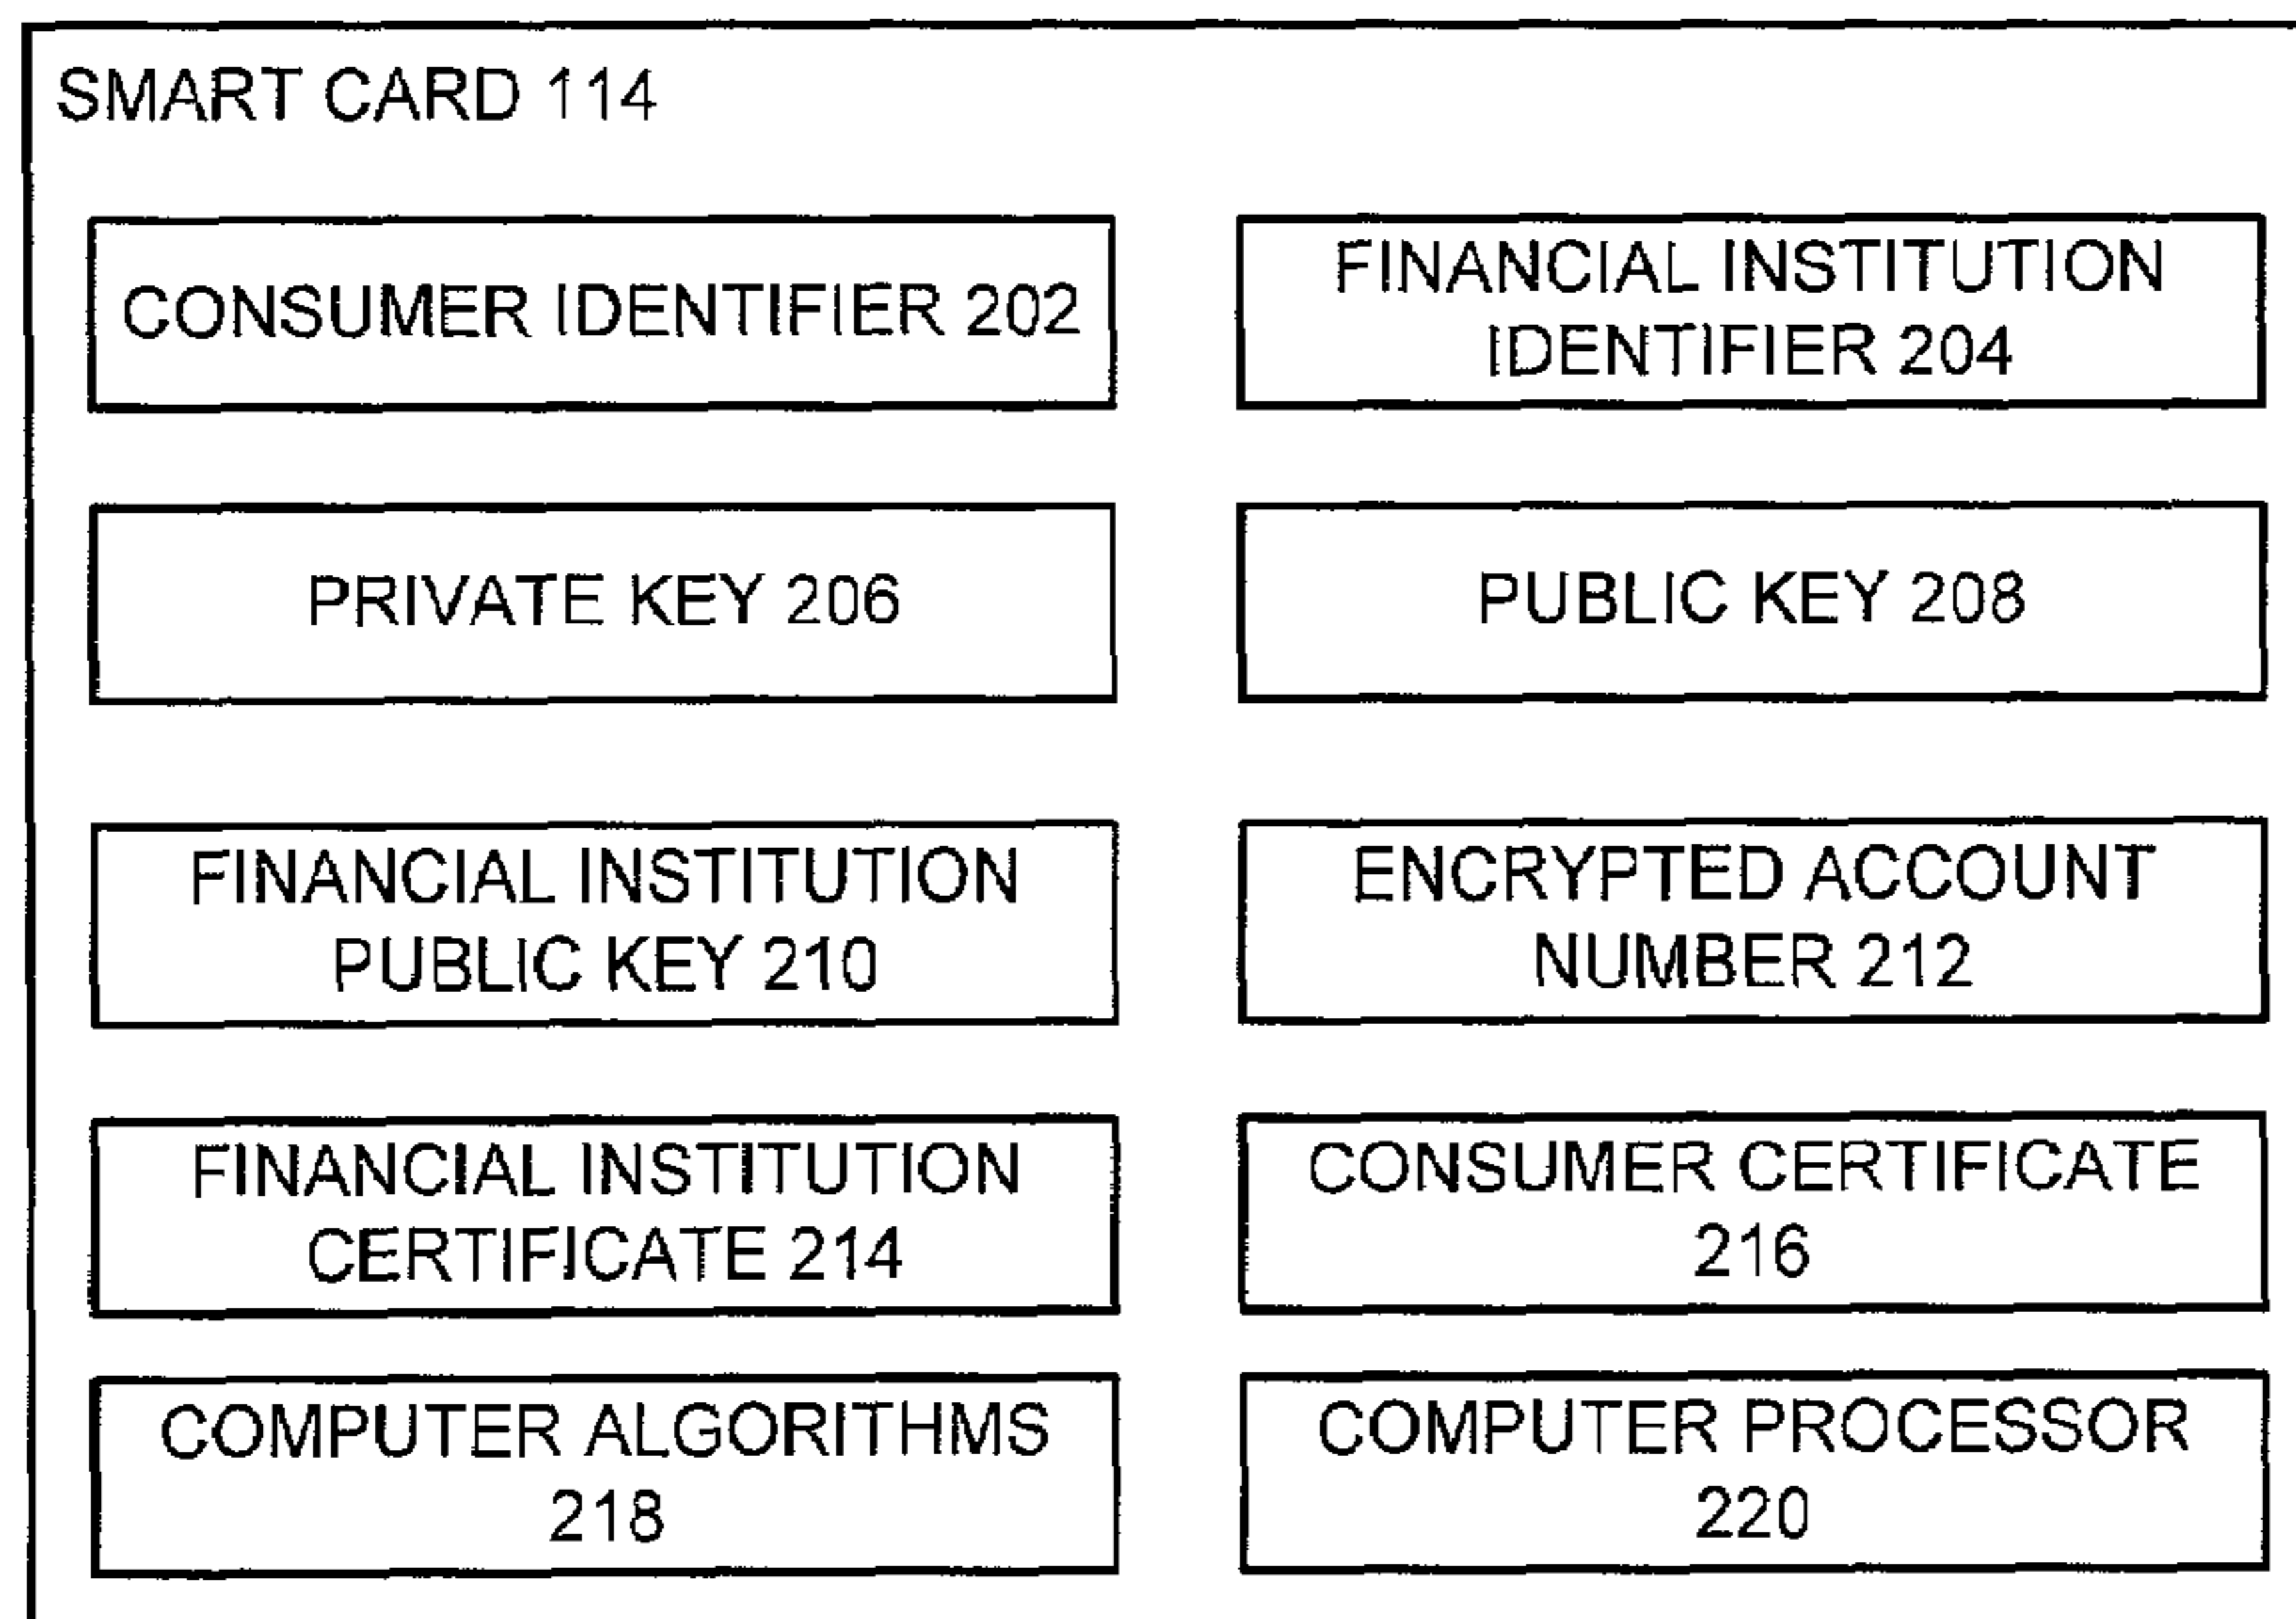 SMART CARD 114
CONSUMER IDENTIFIER 202
FINANCIAL INSTITUTION
IDENTIFIER 204
PRIVATE KEY 206
PUBLIC KEY 208
FINANCIAL INSTITUTION
PUBLIC KEY 210
ENCRYPTED ACCOUNT
NUMBER 212
FINANCIAL INSTITUTION
CERTIFICATE 214
CONSUMER CERTIFICATE
216
COMPUTER ALGORITHMS
218
COMPUTER PROCESSOR
220